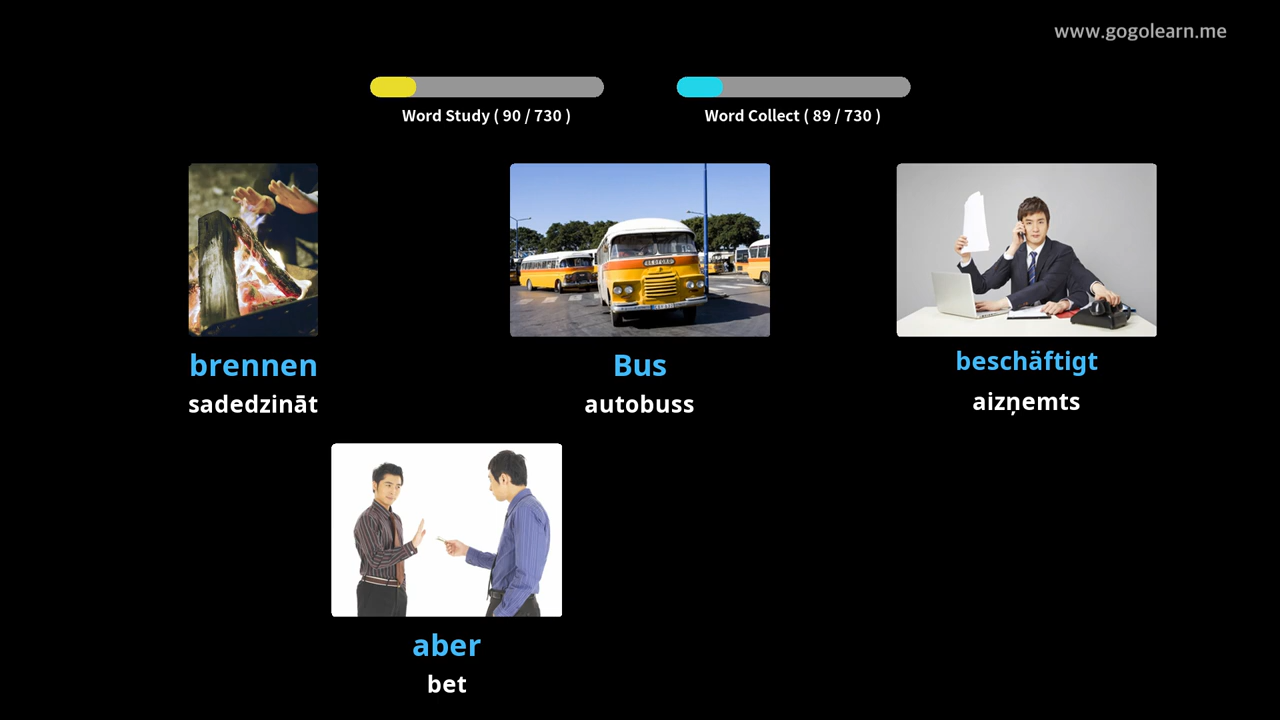 www.gogolearn.me
Word Study ( 90 / 730 )
Word Collect ( 89 / 730 )
brennen
sadedzināt
Bus
autobuss
beschäftigt
aizņemts
aber
bet